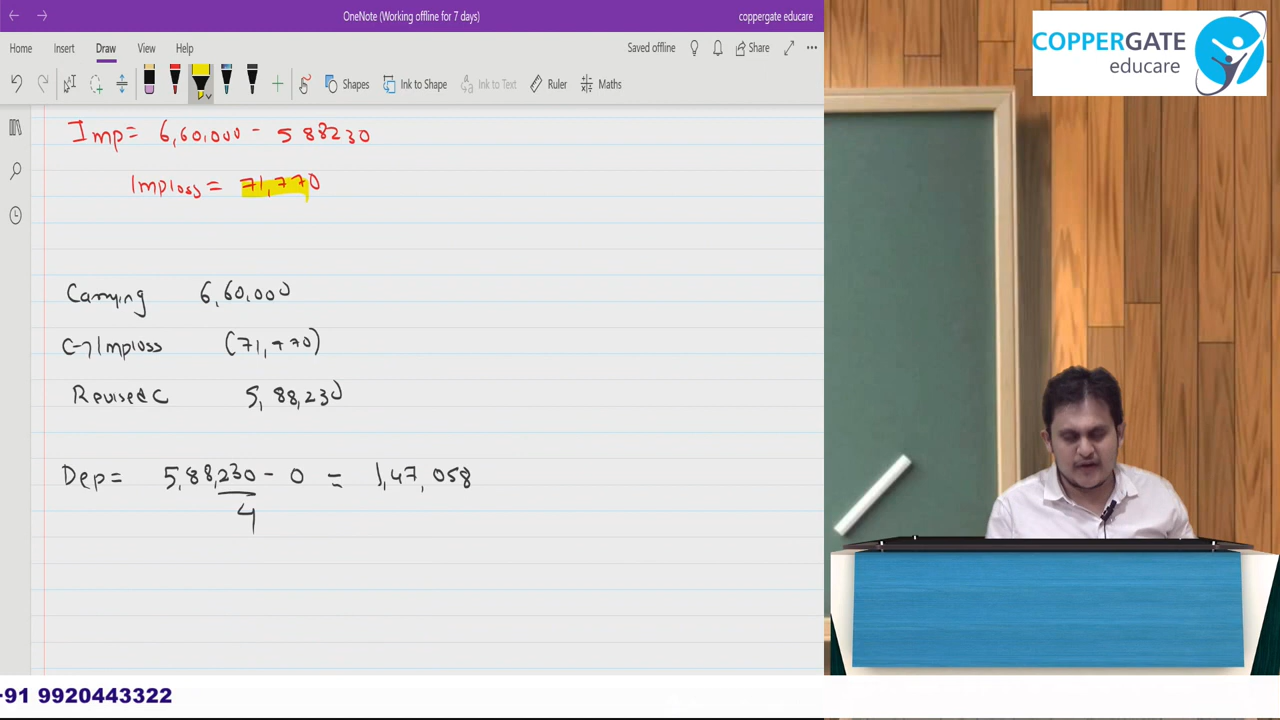 OneNote (Working offline for 7 days)
coppergate educare
Home Insert Draw View Help
Saved offline Share
Shapes Ink to Shape Ink to Text Ruler Maths
COPPERGATE
educare
Imp= 6,60,000 - 588230
Imploss = 71,770
Carrying 6,60,000
(-) Imploss (71,770)
Revised C 5,88,230
Dep = 5,88,230 - 0 = 1,47,058
4
+91 9920443322